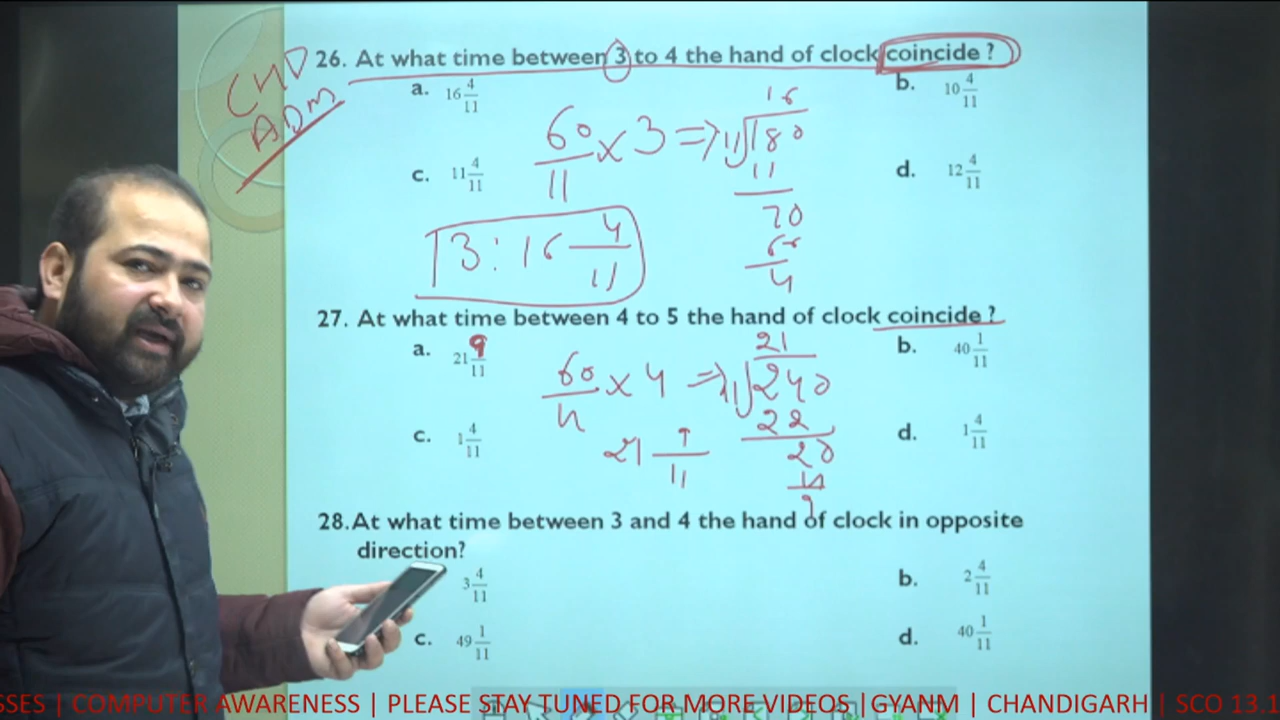 CHD
ADM
26. At what time between 3 to 4 the hand of clock coincide ?
a. 16 4/11
b. 10 4/11
16
60/11 x 3 => 11)180
11
70
66
4
c. 11 4/11
d. 12 4/11
3:16 4/11
27. At what time between 4 to 5 the hand of clock coincide ?
a. 21 9/11
b. 40 1/11
21
60/11 x 4 => 11)240
22
20
11
9
c. 1 4/11
d. 1 4/11
21 9/11
28.At what time between 3 and 4 the hand of clock in opposite
direction?
3 4/11
b. 2 4/11
c. 49 1/11
d. 40 1/11
SSES | COMPUTER AWARENESS | PLEASE STAY TUNED FOR MORE VIDEOS | GYANM | CHANDIGARH | SCO 13.1